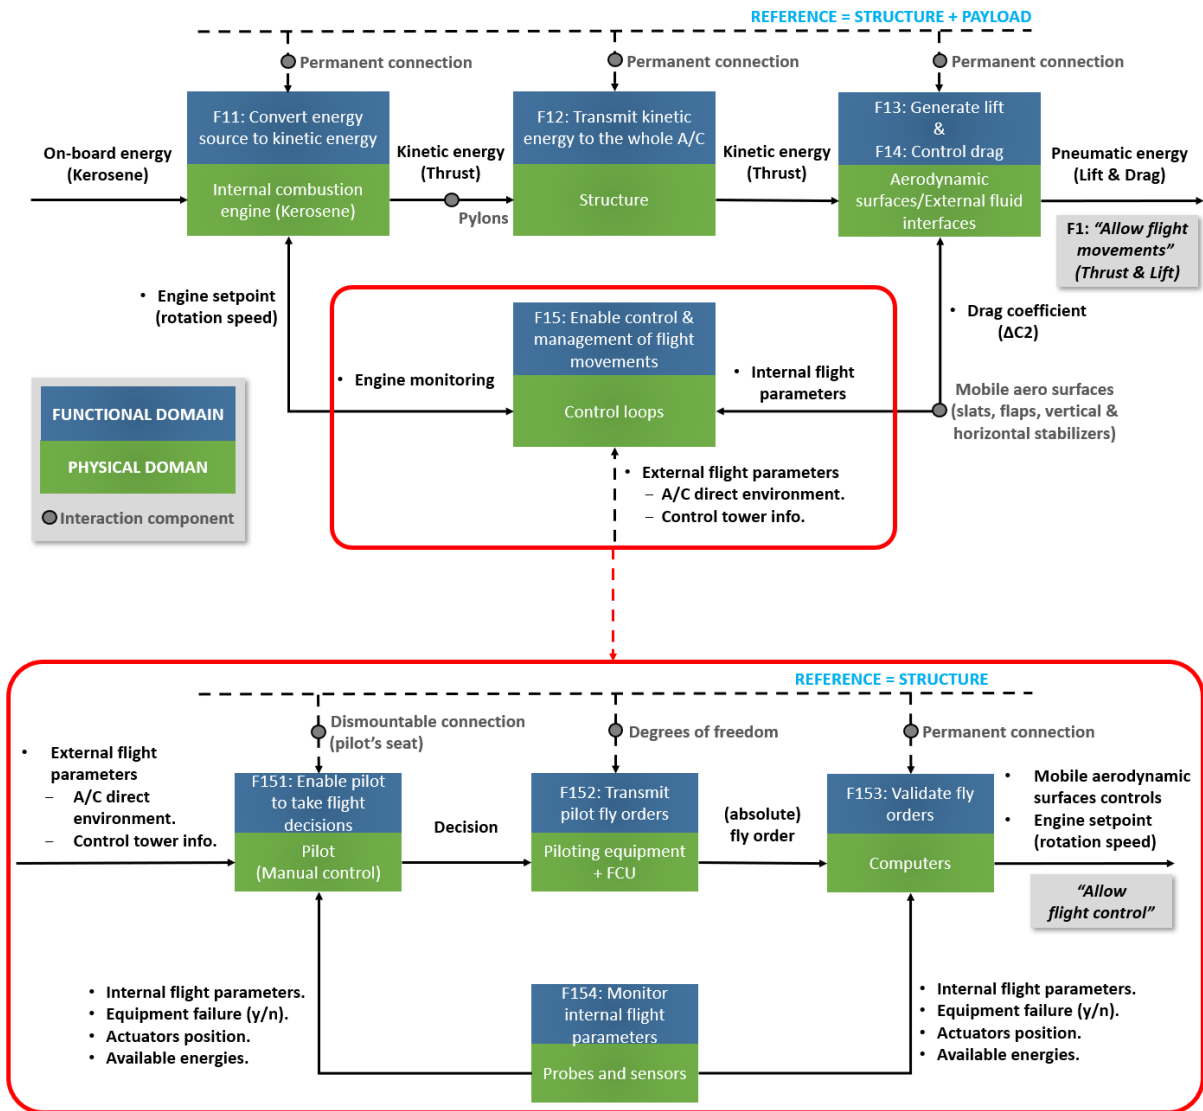 REFERENCE = STRUCTURE + PAYLOAD
Permanent connection
Permanent connection
Permanent connection
F11: Convert energy
source to kinetic energy
Internal combustion
engine (Kerosene)
F12: Transmit kinetic
energy to the whole A/C
Structure
F13: Generate lift
&
F14: Control drag
Aerodynamic
surfaces/External fluid
interfaces
On-board energy
(Kerosene)
Kinetic energy
(Thrust)
Pylons
Kinetic energy
(Thrust)
Pneumatic energy
(Lift & Drag)
F1: “Allow flight
movements”
(Thrust & Lift)
• Engine setpoint
(rotation speed)
• Engine monitoring
F15: Enable control &
management of flight
movements
Control loops
• Internal flight
parameters
• Drag coefficient
(ΔC2)
Mobile aero surfaces
(slats, flaps, vertical &
horizontal stabilizers)
• External flight parameters
– A/C direct environment.
– Control tower info.
FUNCTIONAL DOMAIN
PHYSICAL DOMAN
Interaction component
REFERENCE = STRUCTURE
Dismountable connection
(pilot’s seat)
Degrees of freedom
Permanent connection
• External flight
parameters
– A/C direct
environment.
– Control tower info.
F151: Enable pilot
to take flight
decisions
Pilot
(Manual control)
Decision
F152: Transmit
pilot fly orders
Piloting equipment
+ FCU
(absolute)
fly order
F153: Validate fly
orders
Computers
• Mobile aerodynamic
surfaces controls
• Engine setpoint
(rotation speed)
“Allow
flight control”
• Internal flight parameters.
• Equipment failure (y/n).
• Actuators position.
• Available energies.
F154: Monitor
internal flight
parameters
Probes and sensors
• Internal flight parameters.
• Equipment failure (y/n).
• Actuators position.
• Available energies.